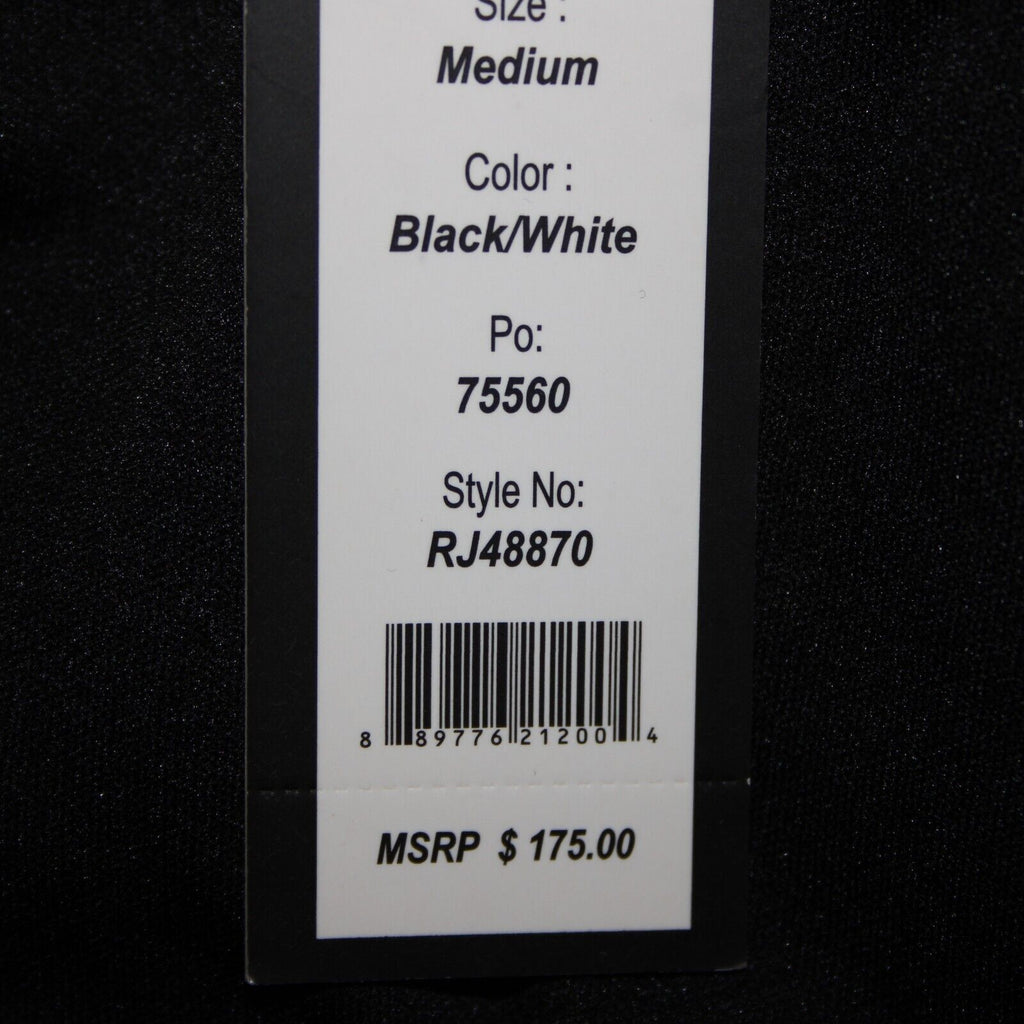 Size :
Medium
Color :
Black/White
Po:
75560
Style No:
RJ48870
8 89776 21200 4
MSRP $ 175.00